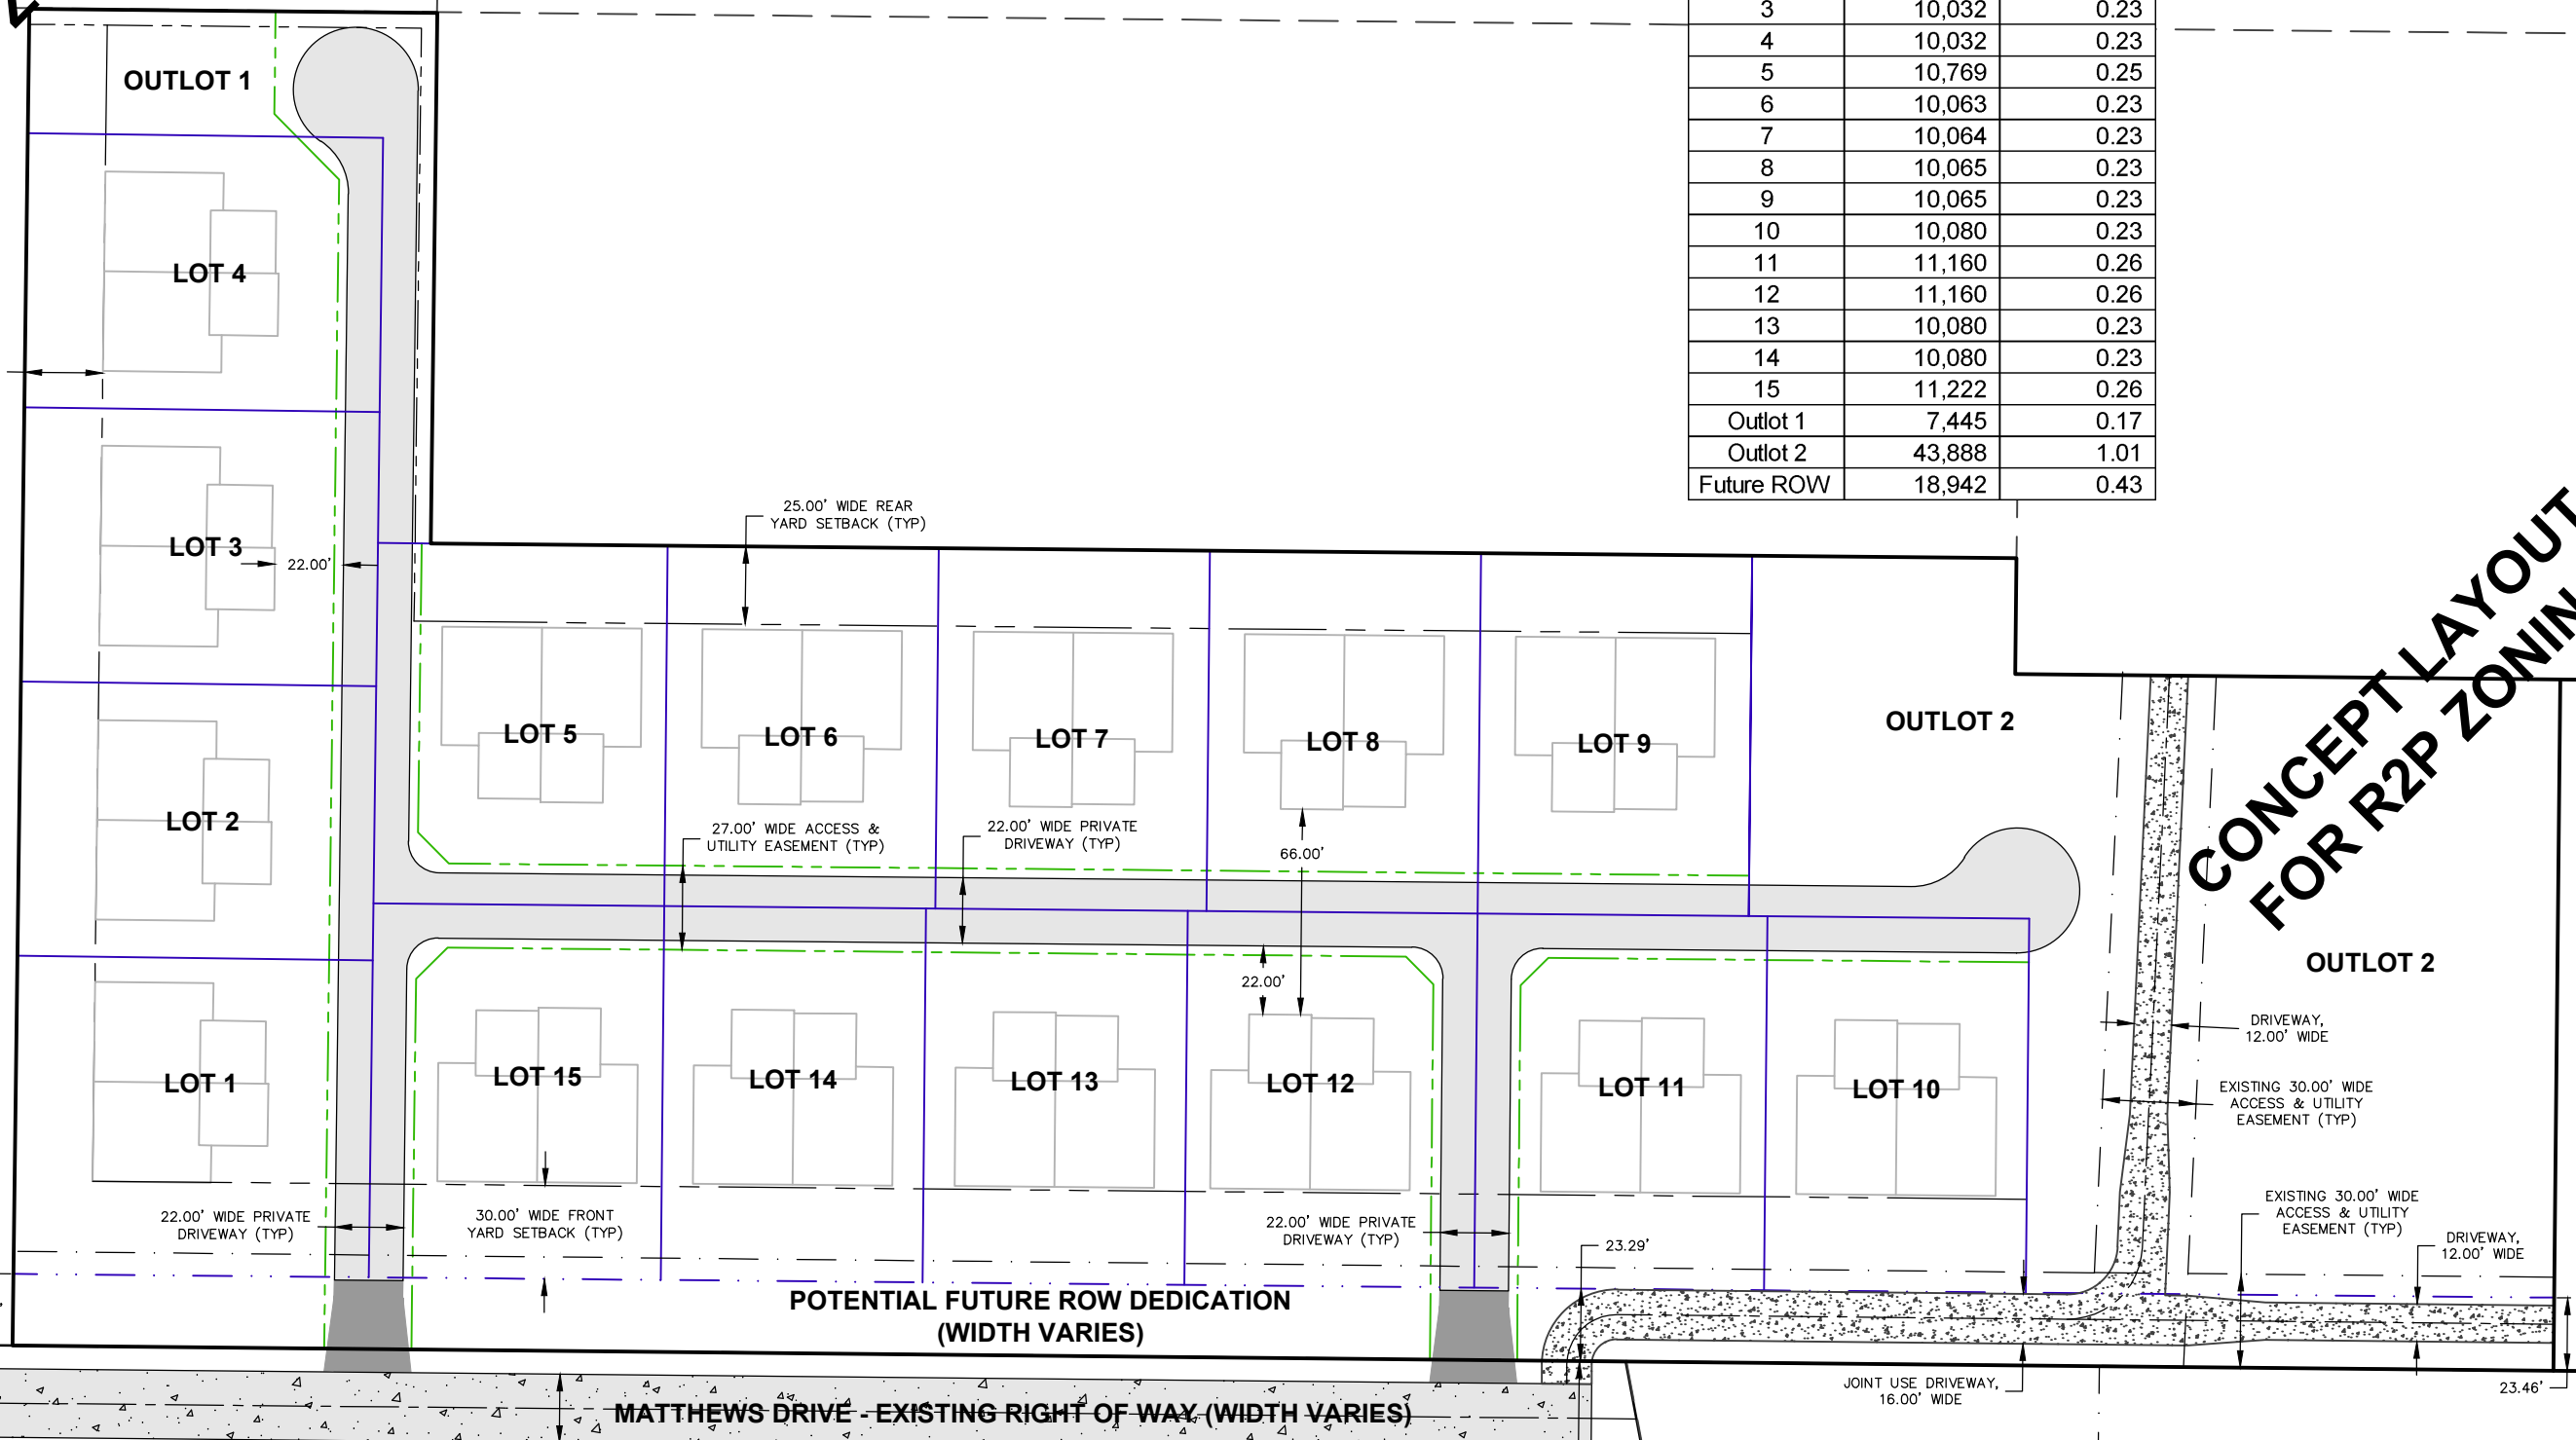 3 10,032 0.23
4 10,032 0.23
5 10,769 0.25
6 10,063 0.23
7 10,064 0.23
8 10,065 0.23
9 10,065 0.23
10 10,080 0.23
11 11,160 0.26
12 11,160 0.26
13 10,080 0.23
14 10,080 0.23
15 11,222 0.26
Outlot 1 7,445 0.17
Outlot 2 43,888 1.01
Future ROW 18,942 0.43
OUTLOT 1
LOT 4
LOT 3
22.00'
LOT 2
LOT 1
25.00' WIDE REAR
YARD SETBACK (TYP)
LOT 5
LOT 6
LOT 7
LOT 8
LOT 9
OUTLOT 2
CONCEPT LAYOUT
FOR R2P
27.00' WIDE ACCESS &
UTILITY EASEMENT (TYP)
22.00' WIDE PRIVATE
DRIVEWAY (TYP)
66.00'
22.00'
OUTLOT 2
LOT 15
LOT 14
LOT 13
LOT 12
LOT 11
LOT 10
DRIVEWAY,
12.00' WIDE
EXISTING 30.00' WIDE
ACCESS & UTILITY
EASEMENT (TYP)
EXISTING 30.00' WIDE
ACCESS & UTILITY
EASEMENT (TYP)
DRIVEWAY,
12.00' WIDE
22.00' WIDE PRIVATE
DRIVEWAY (TYP)
30.00' WIDE FRONT
YARD SETBACK (TYP)
22.00' WIDE PRIVATE
DRIVEWAY (TYP)
23.29'
POTENTIAL FUTURE ROW DEDICATION
(WIDTH VARIES)
JOINT USE DRIVEWAY,
16.00' WIDE
23.46'
MATTHEWS DRIVE - EXISTING RIGHT OF WAY (WIDTH VARIES)